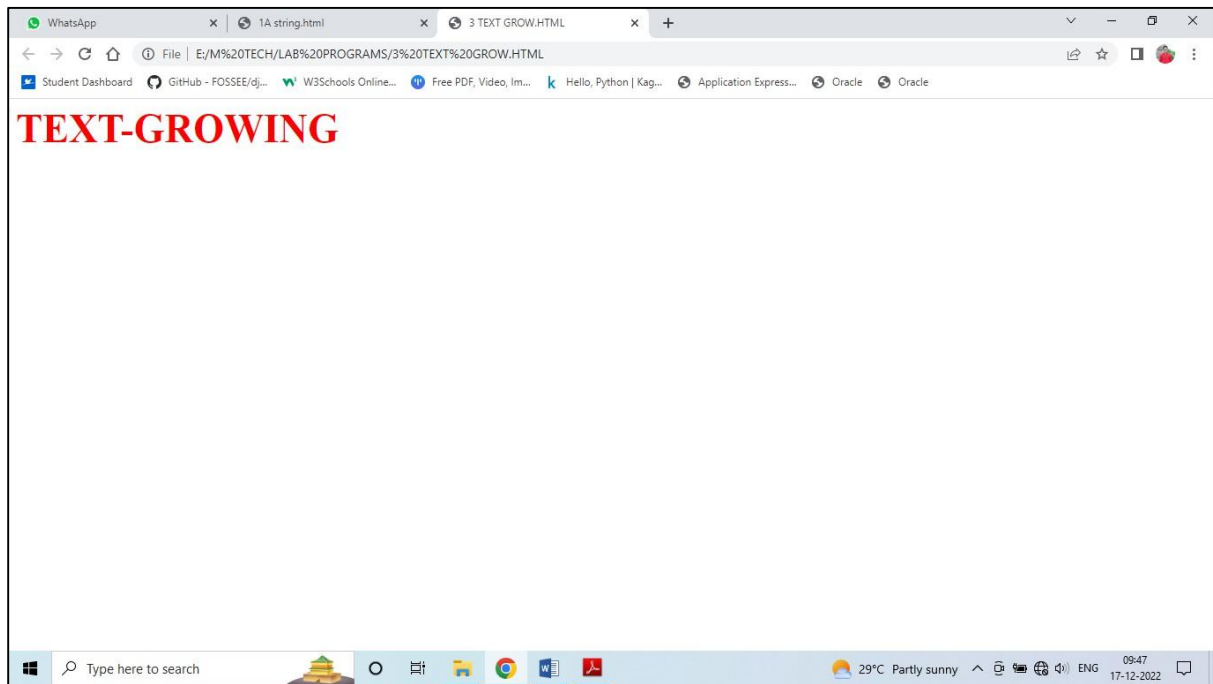 WhatsApp 1A string.html 3 TEXT GROW.HTML
File E:/M%20TECH/LAB%20PROGRAMS/3%20TEXT%20GROW.HTML
Student Dashboard GitHub - FOSSEE/dj... W3Schools Online... Free PDF, Video, Im... Hello, Python | Kag... Application Express... Oracle Oracle
TEXT-GROWING
Type here to search 29°C Partly sunny ENG 09:47
17-12-2022